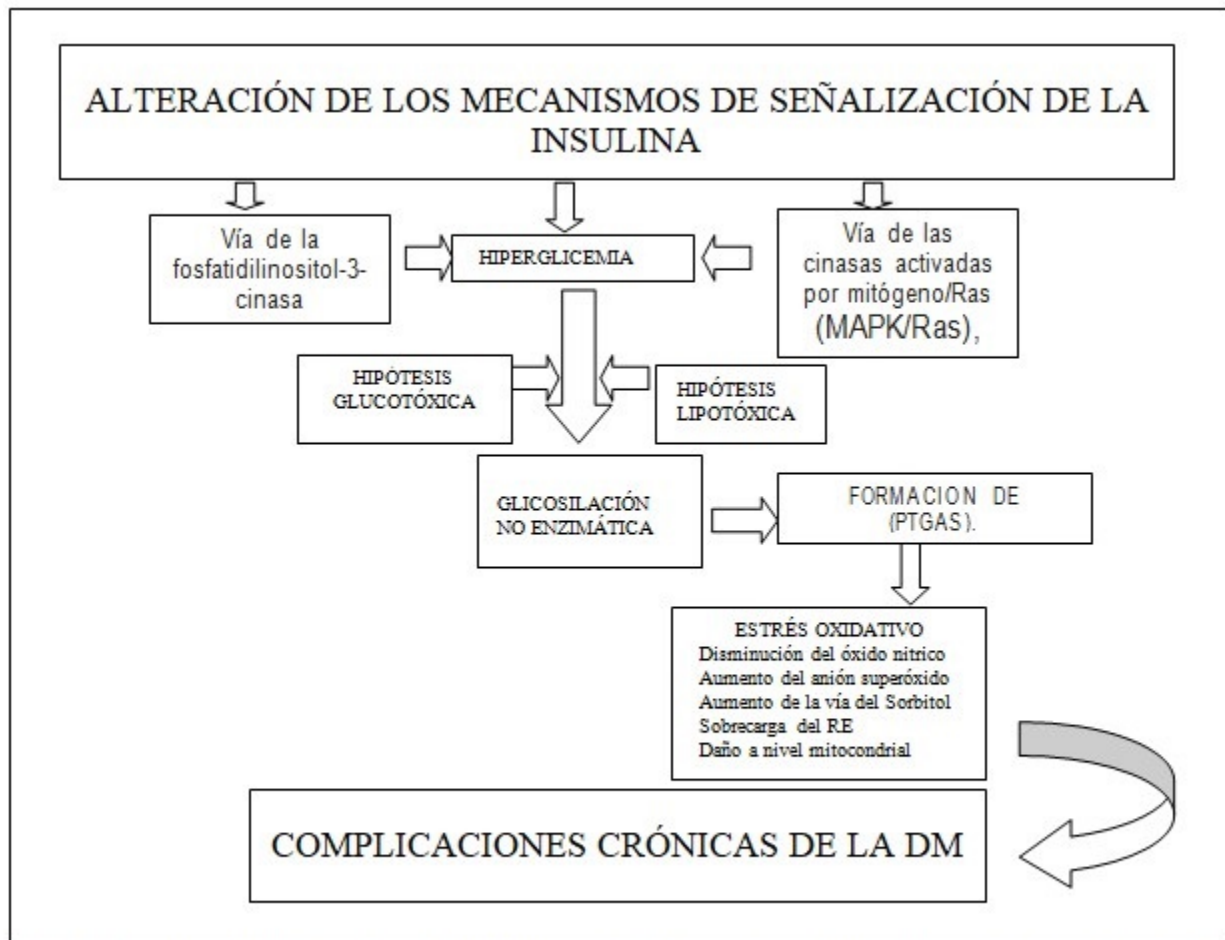 ALTERACIÓN DE LOS MECANISMOS DE SEÑALIZACIÓN DE LA
INSULINA
Vía de la
fosfatidilinositol-3-
cinasa
HIPERGLICEMIA
Vía de las
cinasas activadas
por mitógeno/Ras
(MAPK/Ras),
HIPÓTESIS
GLUCOTÓXICA
HIPÓTESIS
LIPOTÓXICA
GLICOSILACIÓN
NO ENZIMÁTICA
FORMACION DE
(PTGAS).
ESTRÉS OXIDATIVO
Disminución del óxido nitrico
Aumento del anión superóxido
Aumento de la vía del Sorbitol
Sobrecarga del RE
Daño a nivel mitocondrial
COMPLICACIONES CRÓNICAS DE LA DM